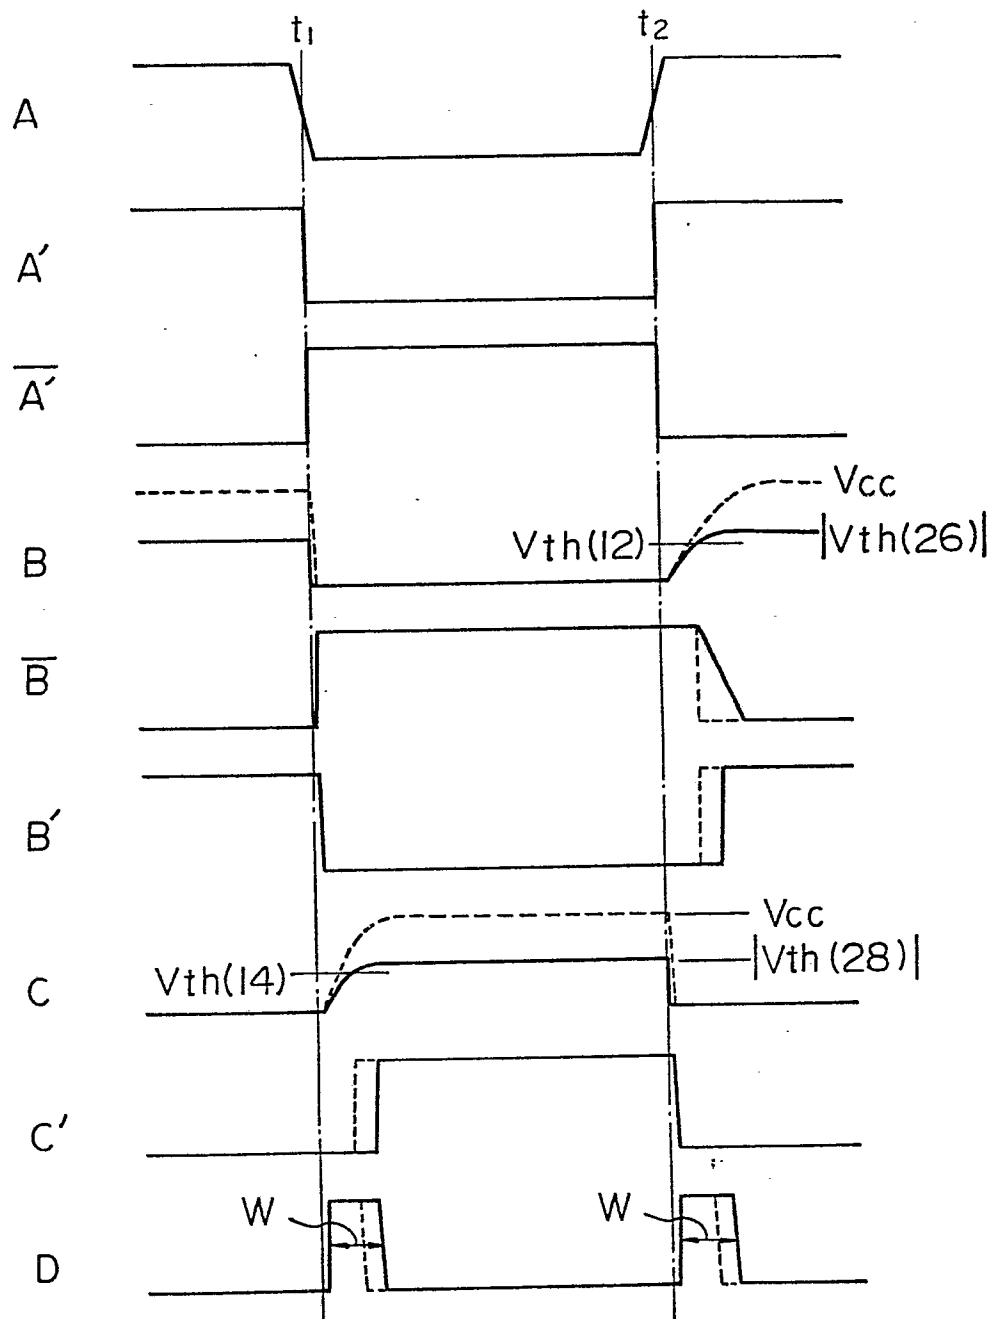 t1 t2
A
A′
A̅′̅
Vcc
Vth(12) |Vth(26)|
B
B̅
B′
Vcc
Vth(14) |Vth(28)|
C
C′
W W
D